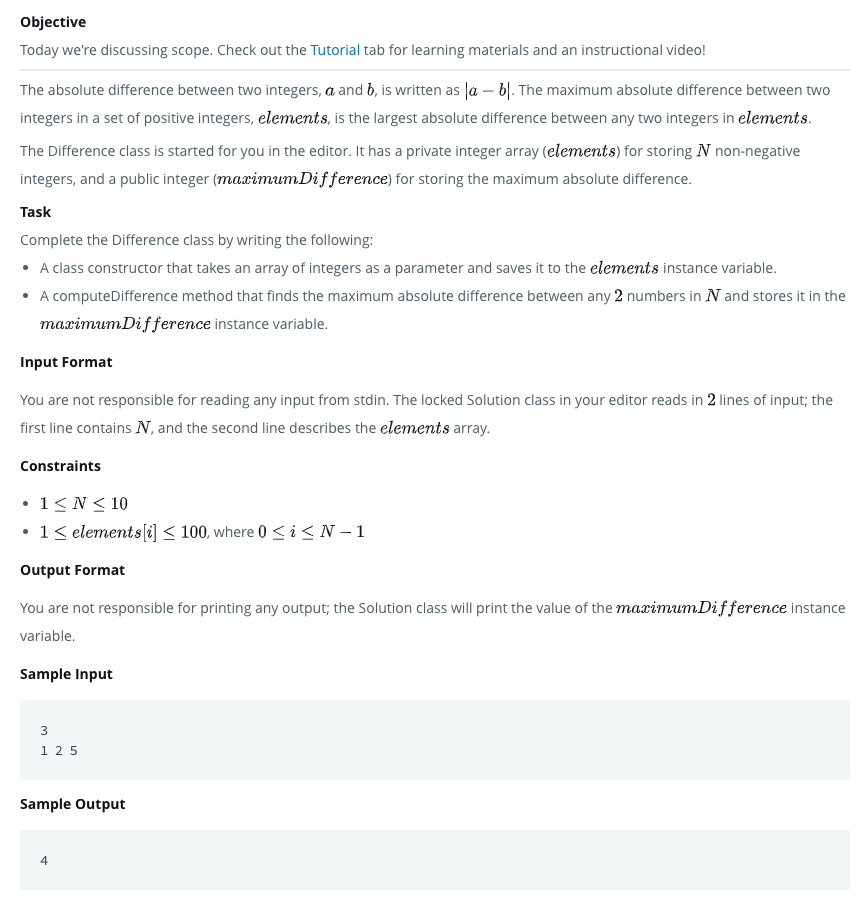 Objective
Today we're discussing scope. Check out the Tutorial tab for learning materials and an instructional video!
The absolute difference between two integers, a and b, is written as |a − b|. The maximum absolute difference between two
integers in a set of positive integers, elements, is the largest absolute difference between any two integers in elements.
The Difference class is started for you in the editor. It has a private integer array (elements) for storing N non-negative
integers, and a public integer (maximumDifference) for storing the maximum absolute difference.
Task
Complete the Difference class by writing the following:
• A class constructor that takes an array of integers as a parameter and saves it to the elements instance variable.
• A computeDifference method that finds the maximum absolute difference between any 2 numbers in N and stores it in the
maximumDifference instance variable.
Input Format
You are not responsible for reading any input from stdin. The locked Solution class in your editor reads in 2 lines of input; the
first line contains N, and the second line describes the elements array.
Constraints
• 1 ≤ N ≤ 10
• 1 ≤ elements[i] ≤ 100, where 0 ≤ i ≤ N − 1
Output Format
You are not responsible for printing any output; the Solution class will print the value of the maximumDifference instance
variable.
Sample Input
3
1 2 5
Sample Output
4